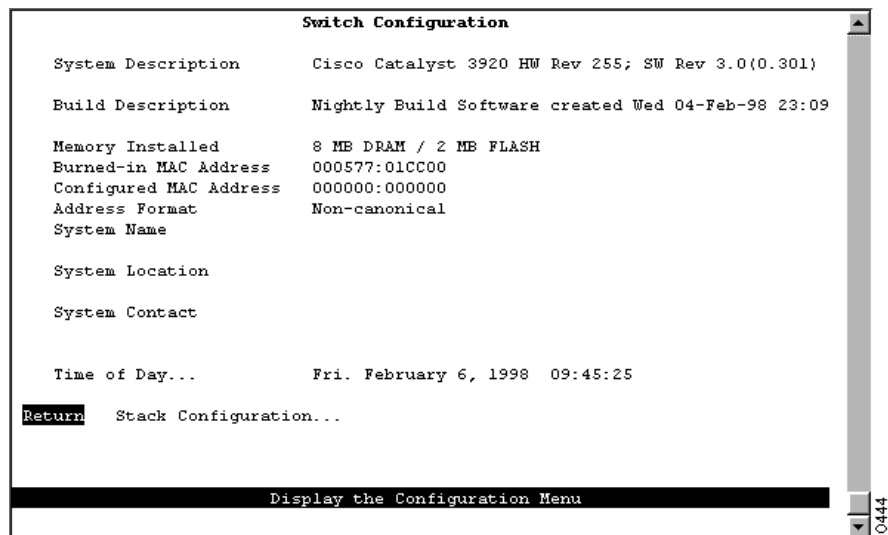 Switch Configuration
System Description Cisco Catalyst 3920 HW Rev 255; SW Rev 3.0(0.301)
Build Description Nightly Build Software created Wed 04-Feb-98 23:09
Memory Installed 8 MB DRAM / 2 MB FLASH
Burned-in MAC Address 000577:01CC00
Configured MAC Address 000000:000000
Address Format Non-canonical
System Name
System Location
System Contact
Time of Day... Fri. February 6, 1998 09:45:25
Return Stack Configuration...
Display the Configuration Menu
0444